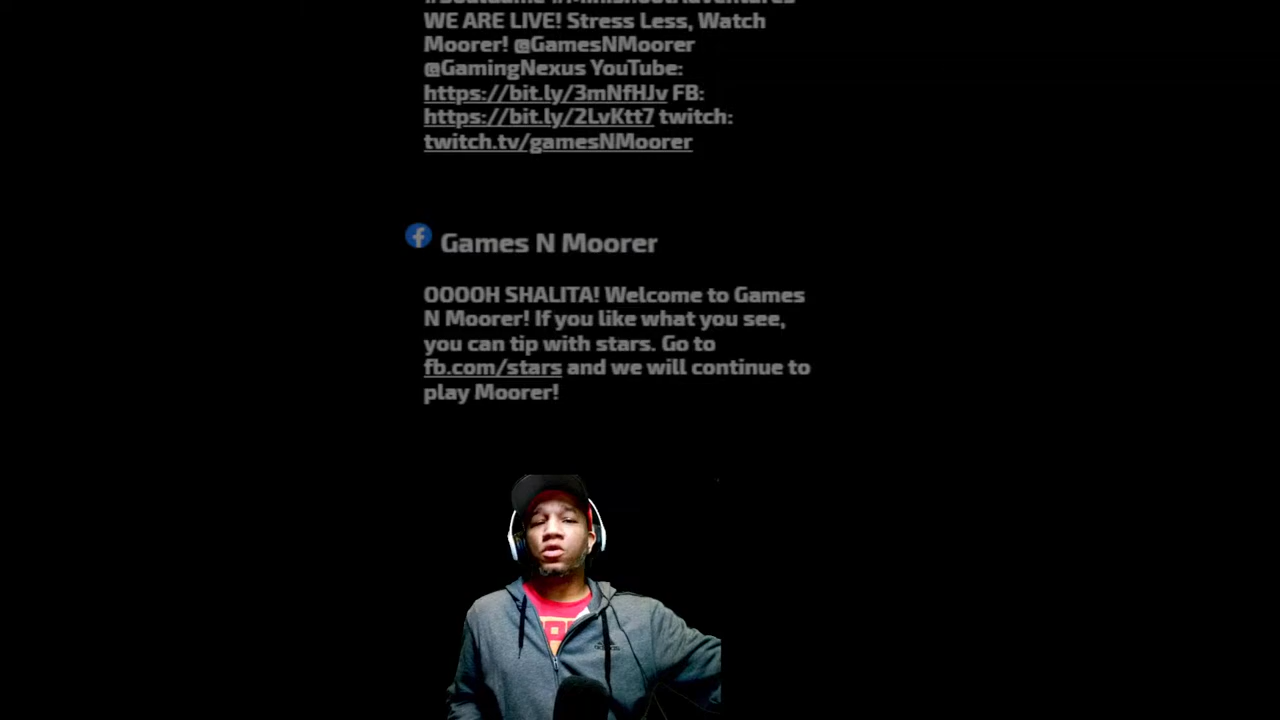 WE ARE LIVE! Stress Less, Watch
Moorer! @GamesNMoorer
@GamingNexus YouTube:
https://bit.ly/3mNfHJv FB:
https://bit.ly/2LvKtt7 twitch:
twitch.tv/gamesNMoorer
Games N Moorer
OOOOH SHALITA! Welcome to Games
N Moorer! If you like what you see,
you can tip with stars. Go to
fb.com/stars and we will continue to
play Moorer!
adidas